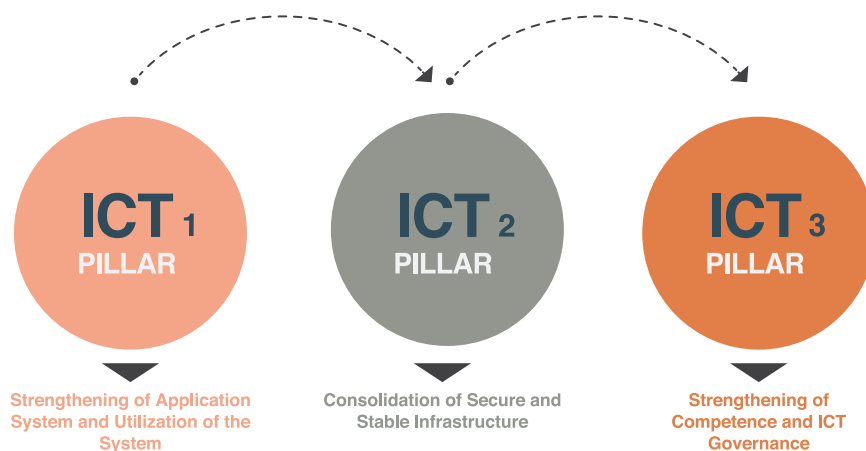 ICT 1
PILLAR
Strengthening of Application
System and Utilization of the
System
ICT 2
PILLAR
Consolidation of Secure and
Stable Infrastructure
ICT 3
PILLAR
Strengthening of
Competence and ICT
Governance